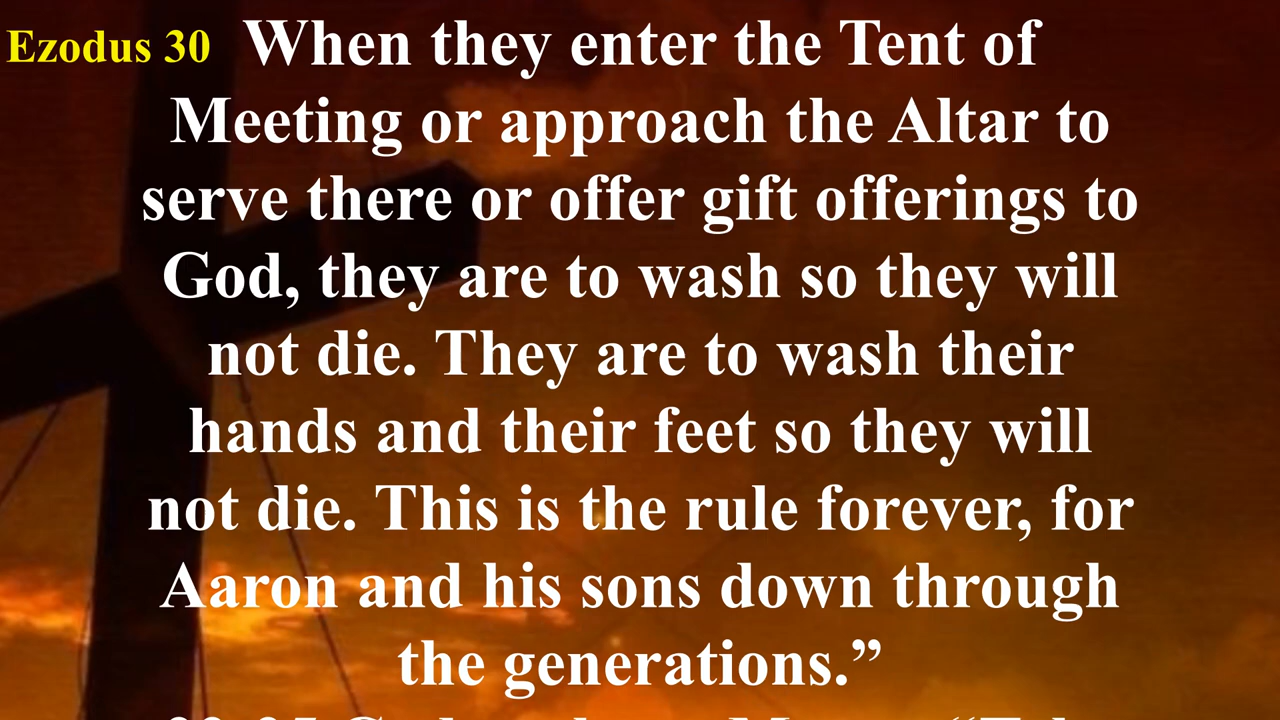 Ezodus 30
When they enter the Tent of
Meeting or approach the Altar to
serve there or offer gift offerings to
God, they are to wash so they will
not die. They are to wash their
hands and their feet so they will
not die. This is the rule forever, for
Aaron and his sons down through
the generations.”